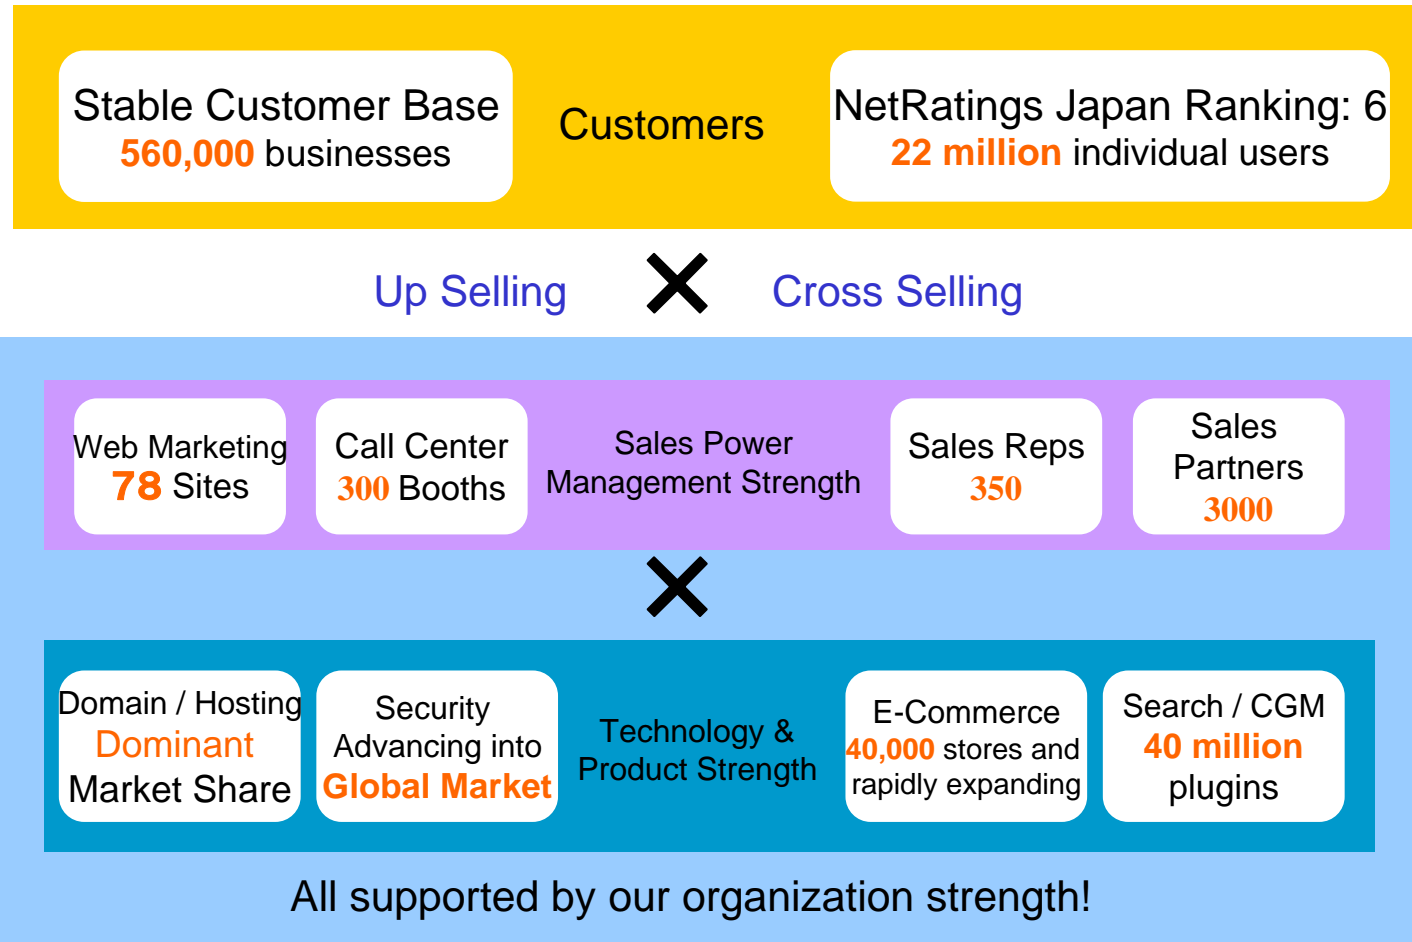 Stable Customer Base
560,000 businesses
Customers
NetRatings Japan Ranking: 6
22 million individual users
Up Selling
Cross Selling
Web Marketing
78 Sites
Call Center
300 Booths
Sales Power
Management Strength
Sales Reps
350
Sales
Partners
3000
Domain / Hosting
Dominant
Market Share
Security
Advancing into
Global Market
Technology &
Product Strength
E-Commerce
40,000 stores and
rapidly expanding
Search / CGM
40 million
plugins
All supported by our organization strength!